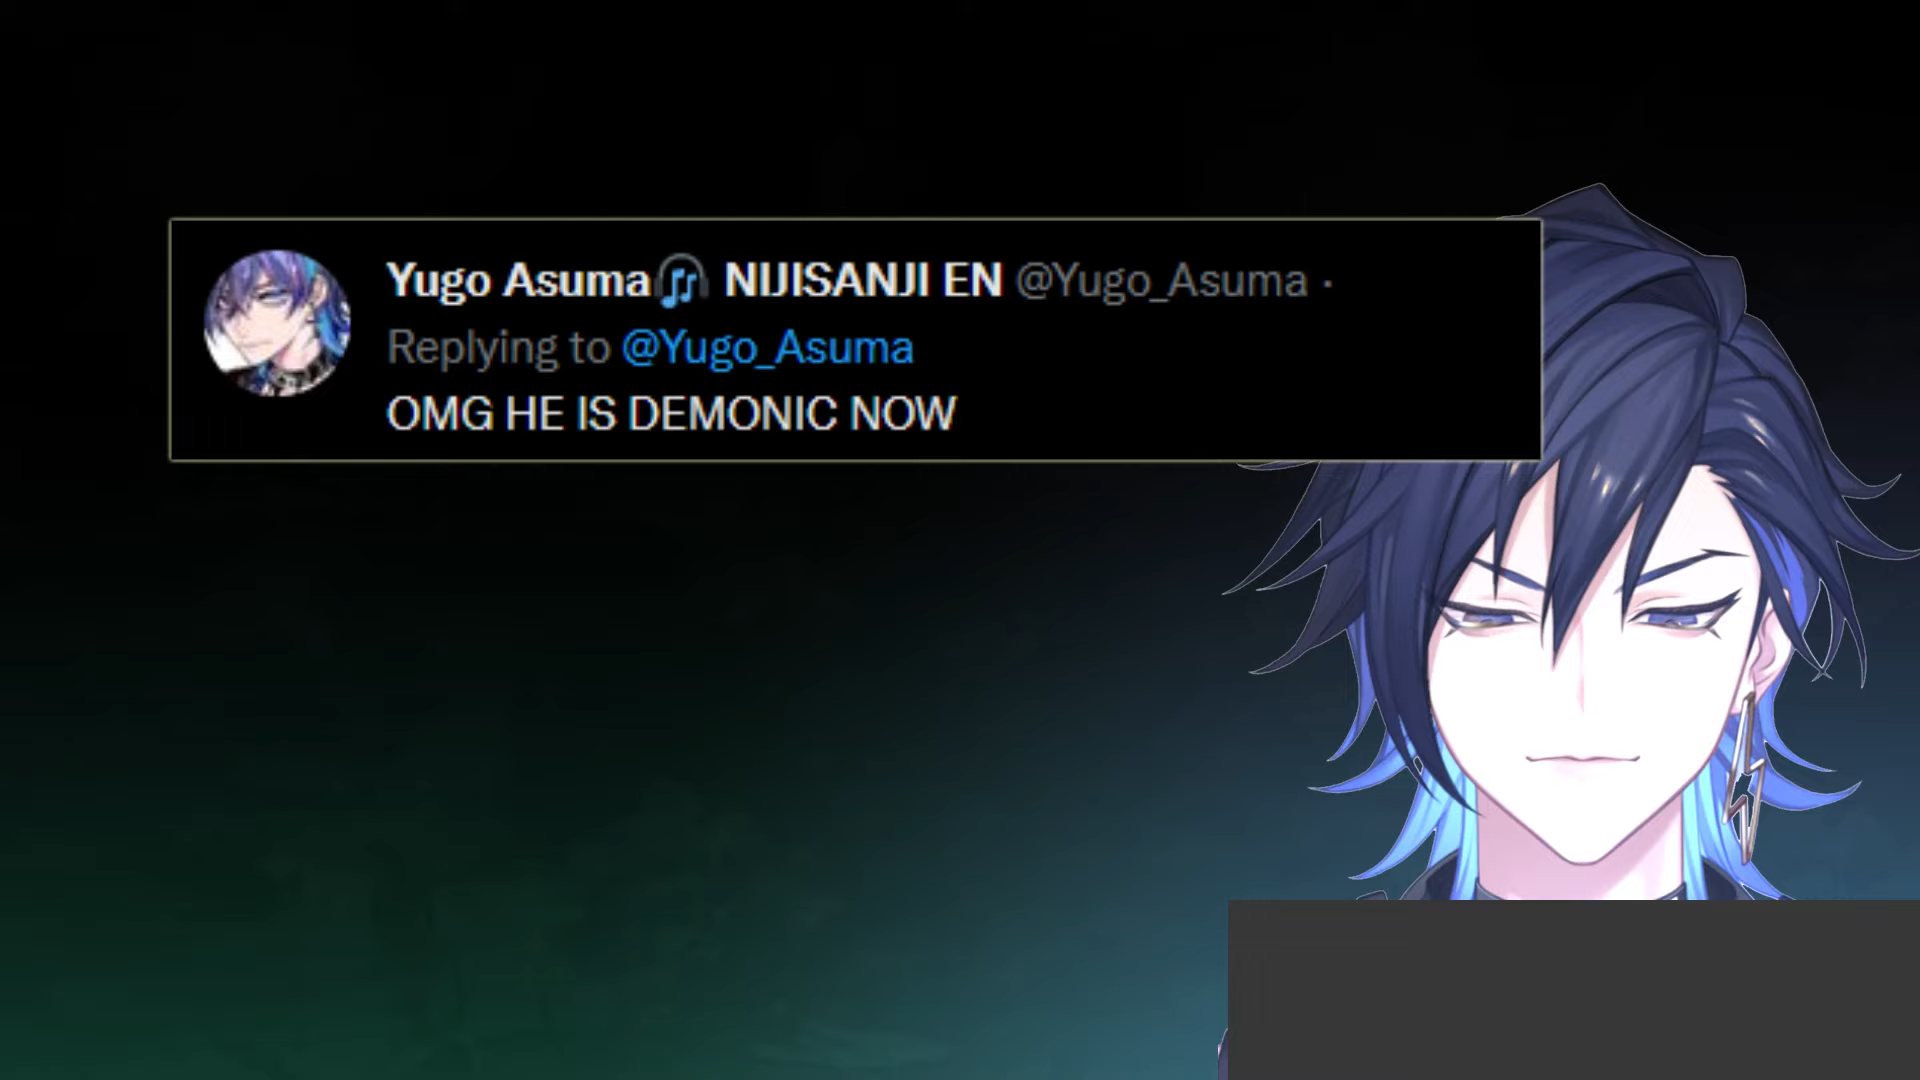 Yugo Asuma🎧 NIJISANJI EN @Yugo_Asuma ·
Replying to @Yugo_Asuma
OMG HE IS DEMONIC NOW